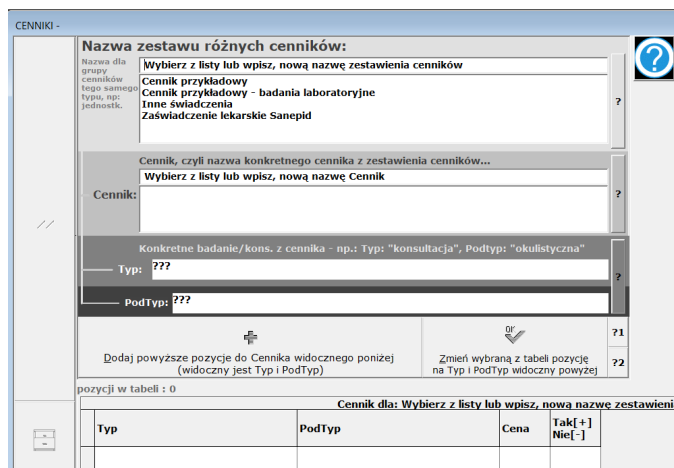 CENNIKI -
Nazwa zestawu różnych cenników:
Nazwa dla
grupy
cenników
tego samego
typu, np:
jednostk.
Wybierz z listy lub wpisz, nową nazwę zestawienia cenników
Cennik przykładowy
Cennik przykładowy - badania laboratoryjne
Inne świadczenia
Zaświadczenie lekarskie Sanepid
?
?
Cennik, czyli nazwa konkretnego cennika z zestawienia cenników...
Cennik:
Wybierz z listy lub wpisz, nową nazwę Cennik
?
Konkretne badanie/kons. z cennika - np.: Typ: "konsultacja", Podtyp: "okulistyczna"
Typ:
???
?
PodTyp:
???
Dodaj powyższe pozycje do Cennika widocznego poniżej
(widoczny jest Typ i PodTyp)
OK
Zmień wybraną z tabeli pozycję
na Typ i PodTyp widoczny powyżej
?1
?2
pozycji w tabeli : 0
Cennik dla: Wybierz z listy lub wpisz, nową nazwę zestawieni
Typ
PodTyp
Cena
Tak[+]
Nie[-]